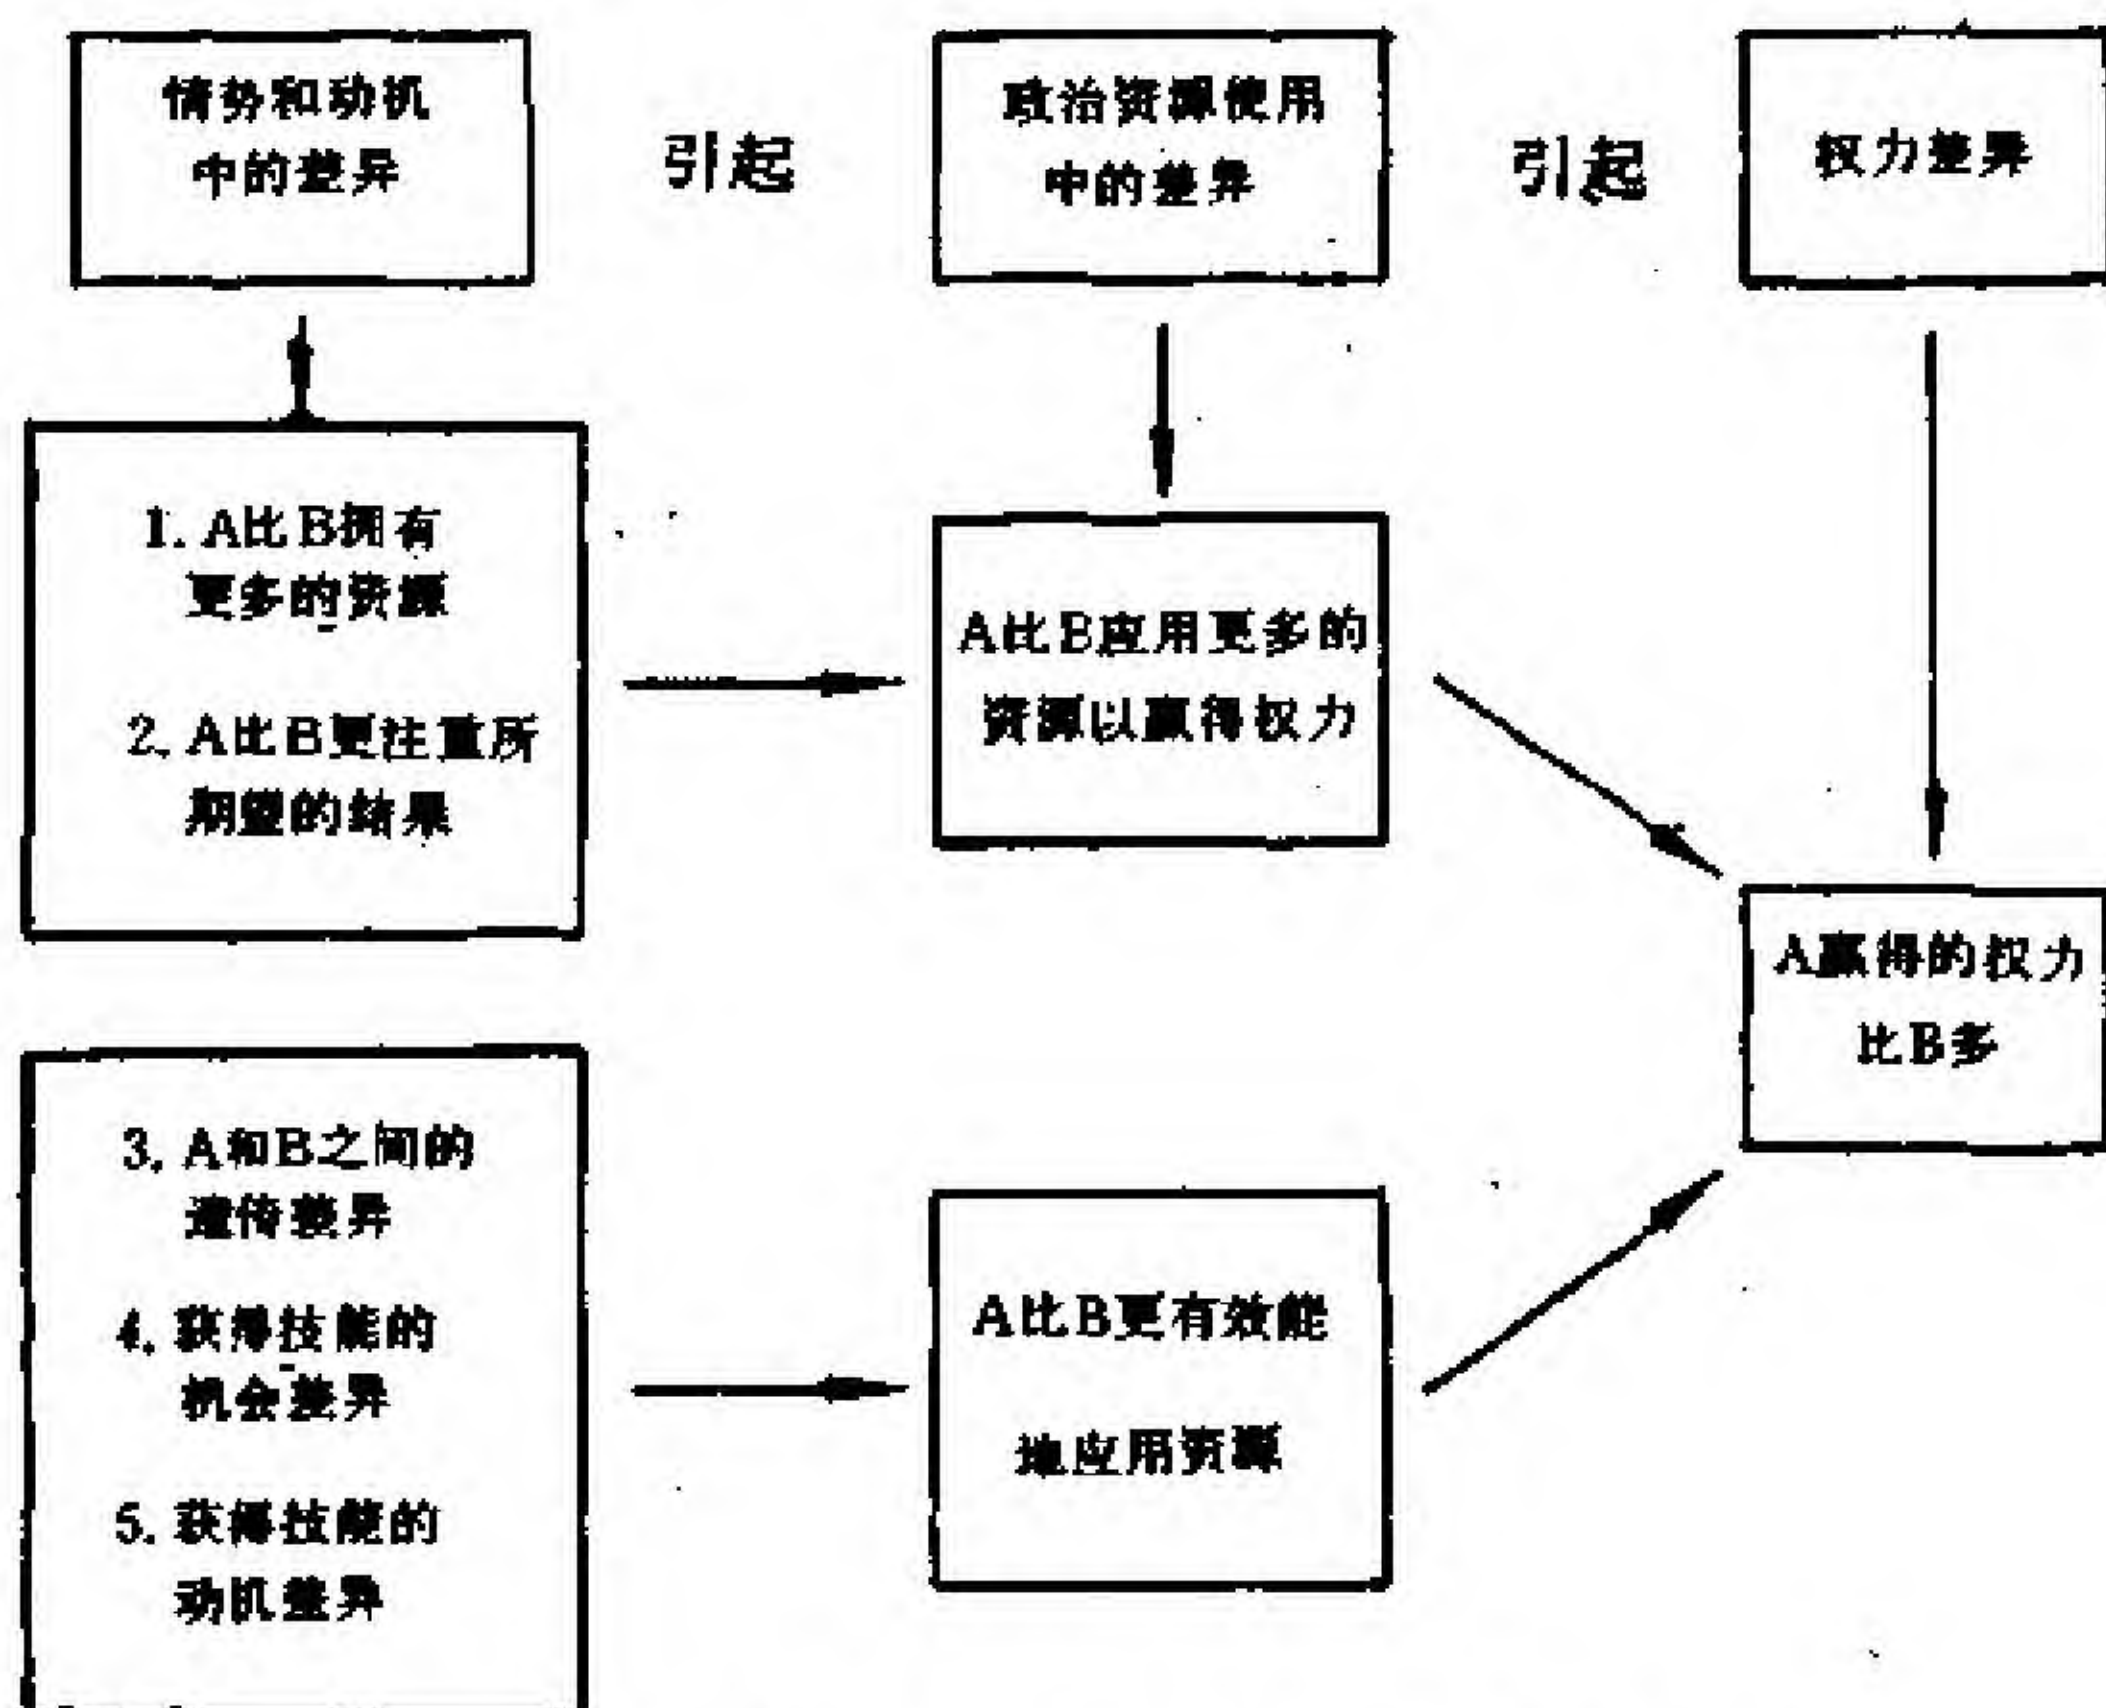 情势和动机
中的差异
引起
政治资源使用
中的差异
引起
权力差异
1. A比B拥有
更多的资源
2. A比B更注重所
期望的结果
A比B应用更多的
资源以赢得权力
A赢得的权力
比B多
3. A和B之间的
遗传差异
4. 获得技能的
机会差异
5. 获得技能的
动机差异
A比B更有效能
地应用资源